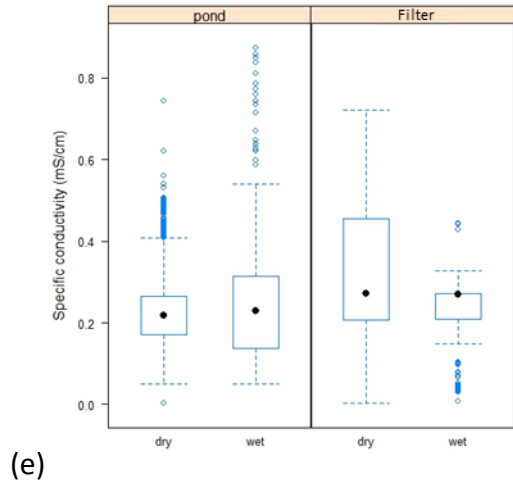 pond Filter
Specific conductivity (mS/cm)
0.8
0.6
0.4
0.2
0.0
dry wet dry wet
(e)